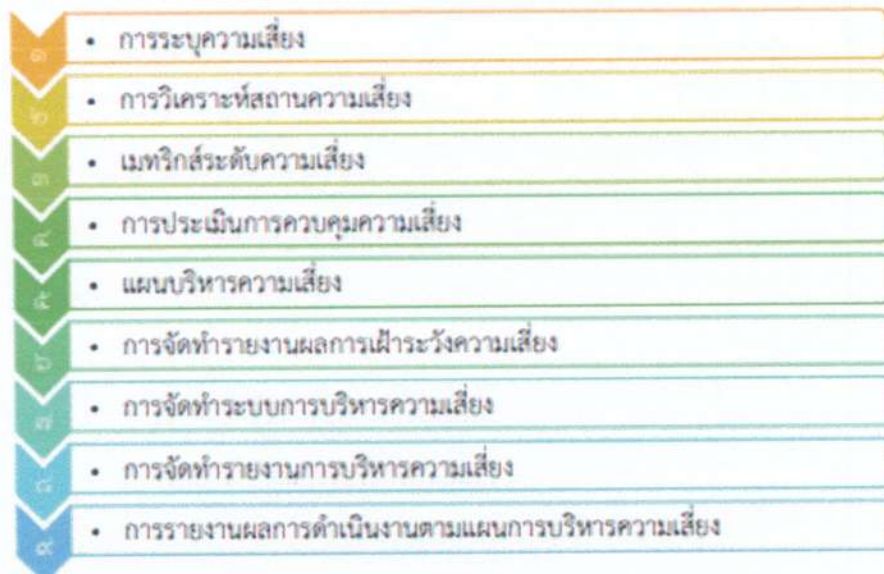 ๑ • การระบุความเสี่ยง
๒ • การวิเคราะห์สถานความเสี่ยง
๓ • เมทริกส์ระดับความเสี่ยง
๔ • การประเมินการควบคุมความเสี่ยง
๕ • แผนบริหารความเสี่ยง
๖ • การจัดทำรายงานผลการเฝ้าระวังความเสี่ยง
๗ • การจัดทำระบบการบริหารความเสี่ยง
๘ • การจัดทำรายงานการบริหารความเสี่ยง
๙ • การรายงานผลการดำเนินงานตามแผนการบริหารความเสี่ยง